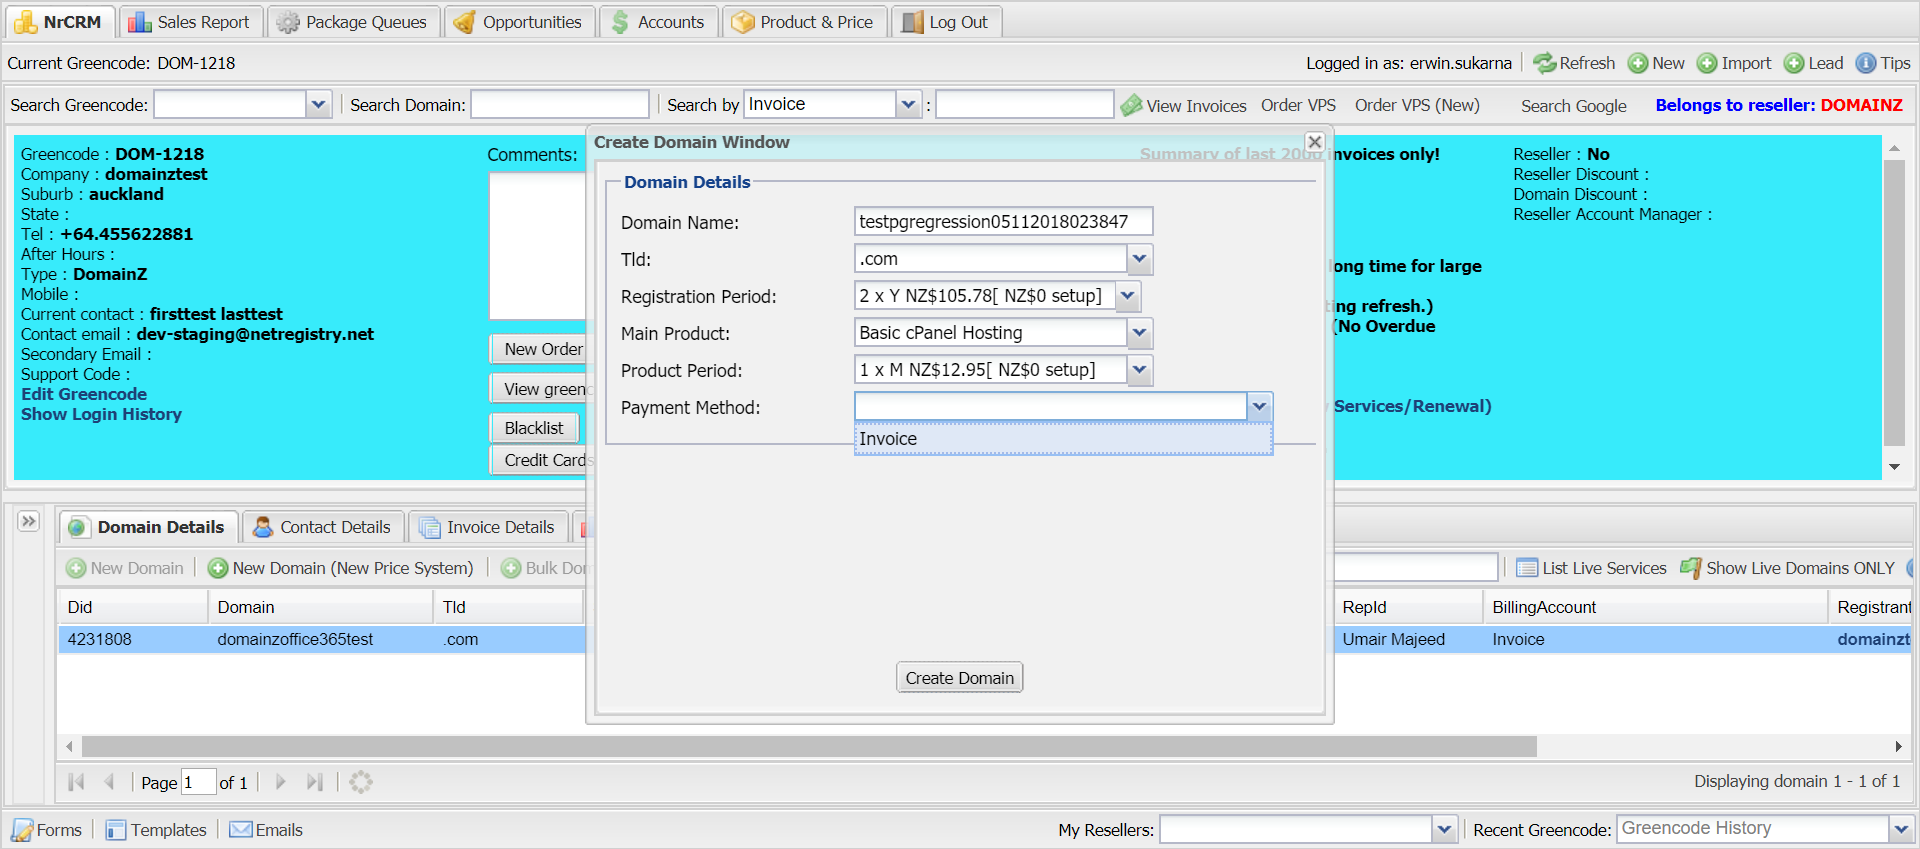 NrCRM Sales Report Package Queues Opportunities Accounts Product & Price Log Out
Current Greencode: DOM-1218
Logged in as: erwin.sukarna Refresh New Import Lead Tips
Search Greencode: Search Domain: Search by Invoice : View Invoices Order VPS Order VPS (New) Search Google Belongs to reseller: DOMAINZ
Greencode : DOM-1218
Company : domainztest
Suburb : auckland
State :
Tel : +64.455622881
After Hours :
Type : DomainZ
Mobile :
Current contact : firsttest lasttest
Contact email : dev-staging@netregistry.net
Secondary Email :
Support Code :
Edit Greencode
Show Login History
Comments:
New Order
View greenc
Blacklist
Credit Cards
Summary of last 2000 invoices only!
ong time for large
ing refresh.)
(No Overdue
Services/Renewal)
Reseller : No
Reseller Discount :
Domain Discount :
Reseller Account Manager :
Create Domain Window
Domain Details
Domain Name: testpgregression05112018023847
Tld: .com
Registration Period: 2 x Y NZ$105.78[ NZ$0 setup]
Main Product: Basic cPanel Hosting
Product Period: 1 x M NZ$12.95[ NZ$0 setup]
Payment Method:
Invoice
Create Domain
Domain Details Contact Details Invoice Details
New Domain New Domain (New Price System) Bulk Dom List Live Services Show Live Domains ONLY
Did Domain Tld RepId BillingAccount Registrant
4231808 domainzoffice365test .com Umair Majeed Invoice domainzt
Page 1 of 1
Displaying domain 1 - 1 of 1
Forms Templates Emails
My Resellers: Recent Greencode: Greencode History